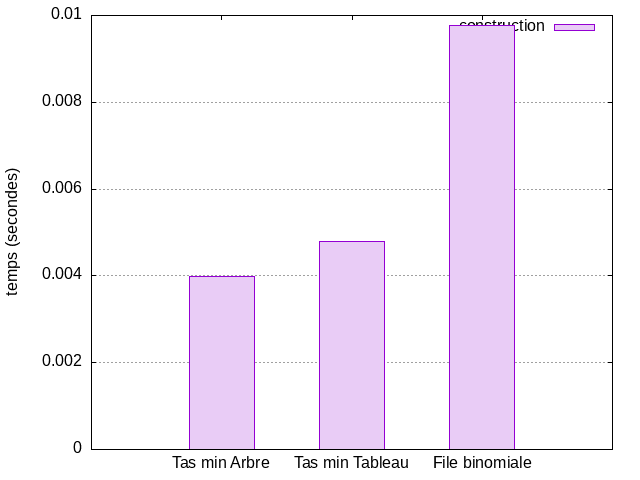 0.01
construction
0.008
0.006
0.004
0.002
0
temps (secondes)
Tas min Arbre
Tas min Tableau
File binomiale